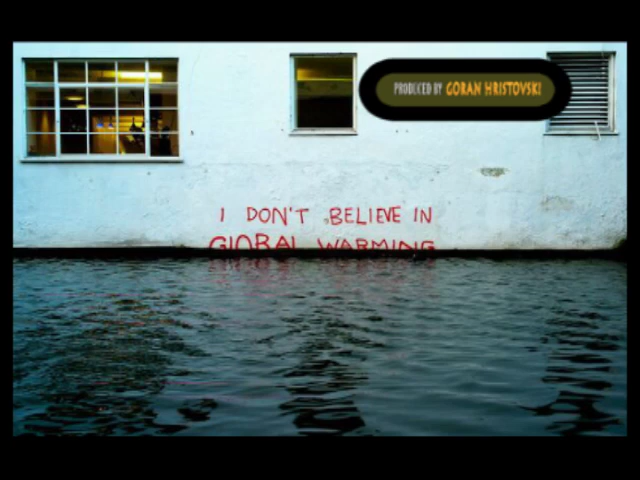 PRODUCED BY GORAN HRISTOVSKI
I DON'T BELIEVE IN
GLOBAL WARMING